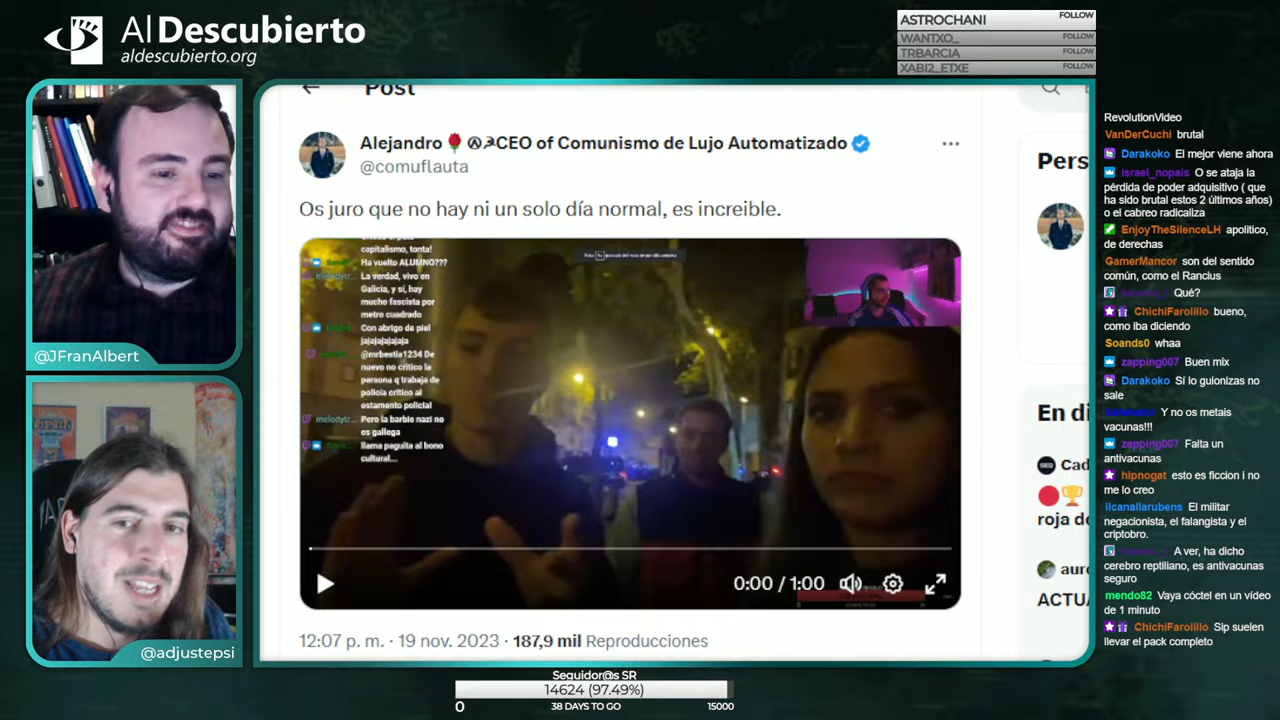 Al Descubierto
aldescubierto.org
ASTROCHANI FOLLOW
WANTXO_ FOLLOW
TRBARCIA FOLLOW
XABI2_ETXE FOLLOW
@JFranAlbert
@adjustepsi
Post
Alejandro 🌹 Ⓐ☭CEO of Comunismo de Lujo Automatizado
@comuflauta
Os juro que no hay ni un solo día normal, es increible.
capitalismo, tonta!
Ha vuelto ALUMNO???
La verdad, vivo en
Galicia, y sí, hay
mucho fascista por
metro cuadrado
Con abrigo de piel
jajajajajaja
@mrbestia1234 De
nuevo no critico la
persona q trabaja de
policia critico al
estamento policial
Pero la barbie nazi no
es gallega
llama paguita al bono
cultural...
0:00 / 1:00
12:07 p. m. · 19 nov. 2023 · 187,9 mil Reproducciones
Pers
En di
Cad
roja de
aur
ACTUA
RevolutionVideo
VanDerCuchi brutal
Darakoko El mejor viene ahora
israel_nopais O se ataja la
pérdida de poder adquisitivo ( que
ha sido brutal estos 2 últimos años)
o el cabreo radicaliza
EnjoyTheSilenceLH apolitico,
de derechas
GamerMancor son del sentido
común, como el Rancius
Qué?
ChichiFarolillo bueno,
como iba diciendo
Soands0 whaa
zapping007 Buen mix
Darakoko Sí lo guionizas no
sale
Y no os metais
vacunas!!!
zapping007 Falta un
antivacunas
hipnogat esto es ficcion i no
me lo creo
ilcanallarubens El militar
negacionista, el falangista y el
criptobro.
A ver, ha dicho
cerebro reptiliano, es antivacunas
seguro
mendo82 Vaya cóctel en un vídeo
de 1 minuto
ChichiFarolillo Sip suelen
llevar el pack completo
Seguidor@s SR
14624 (97.49%)
0 38 DAYS TO GO 15000